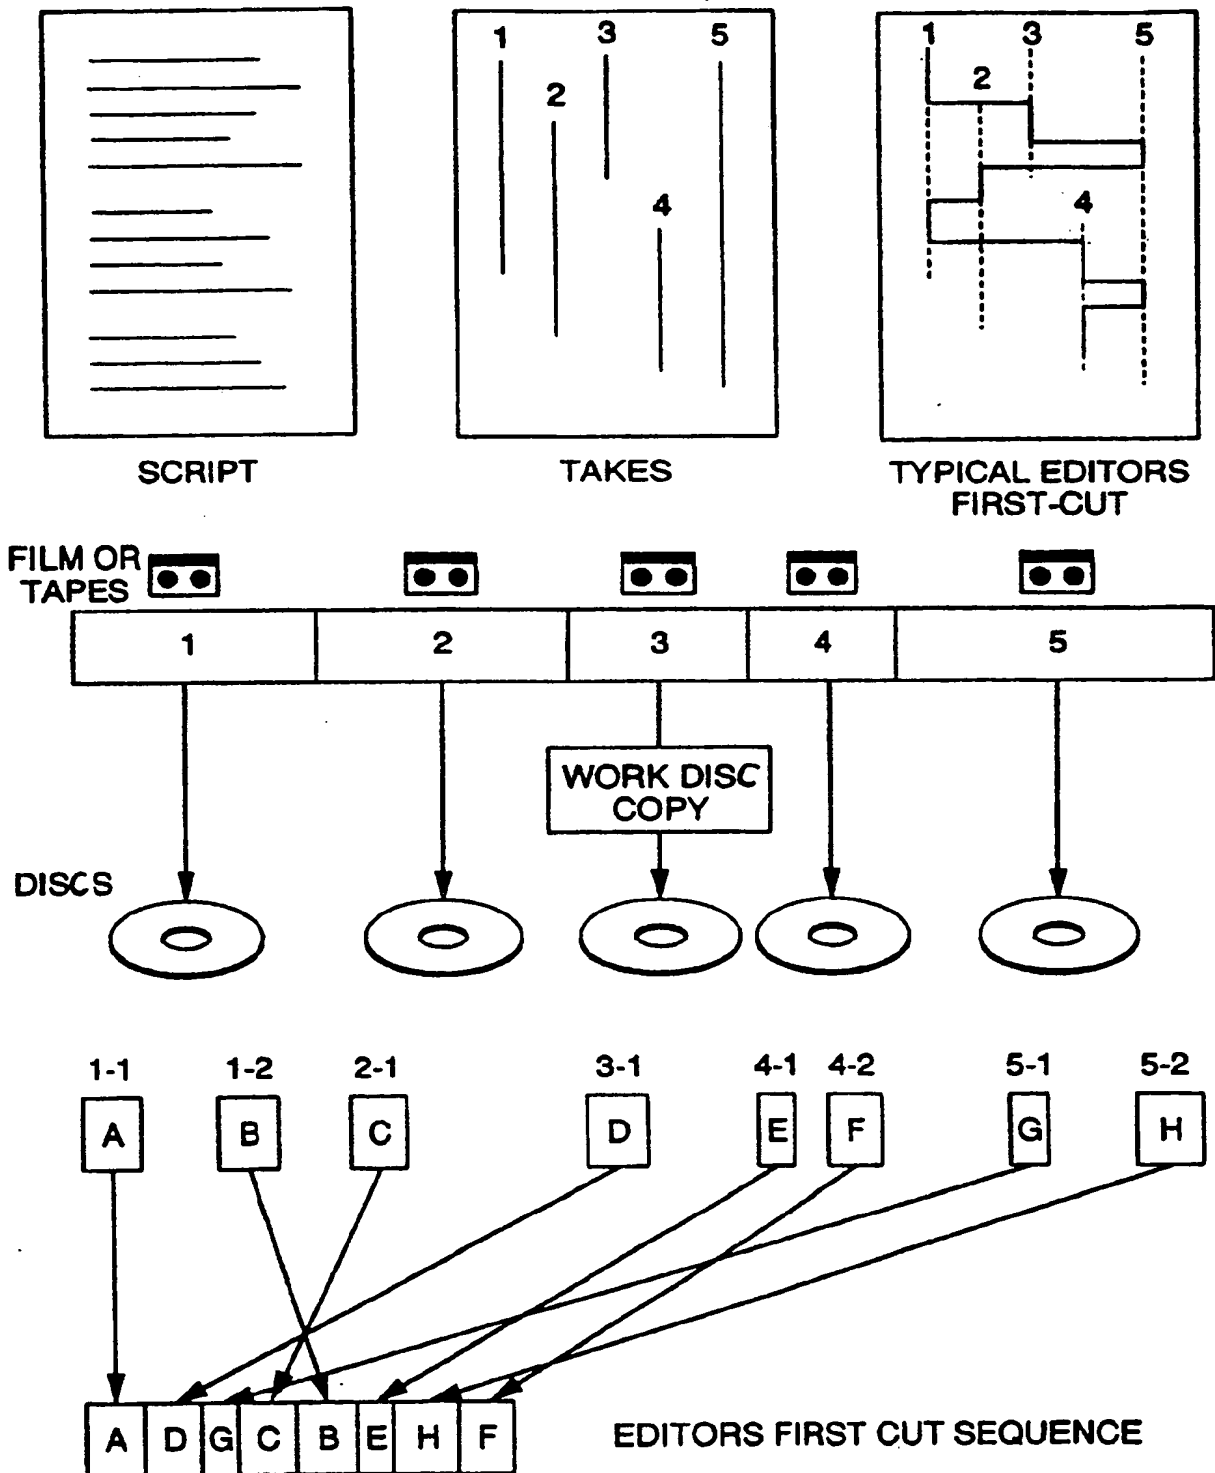 1
3
5
2
4
1
3
5
2
4
SCRIPT
TAKES
TYPICAL EDITORS
FIRST-CUT
FILM OR
TAPES
1
2
3
4
5
WORK DISC
COPY
DISCS
1-1
1-2
2-1
3-1
4-1
4-2
5-1
5-2
A
B
C
D
E
F
G
H
A
D
G
C
B
E
H
F
EDITORS FIRST CUT SEQUENCE